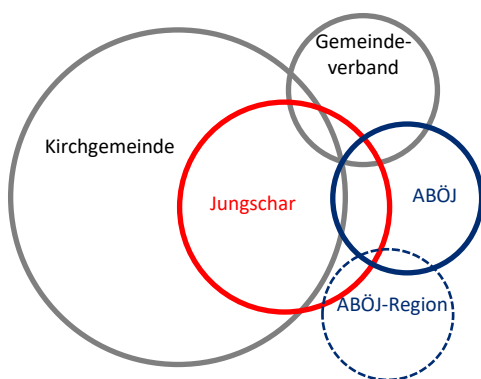 Gemeinde-
verband
Kirchgemeinde
Jungschar
ABÖJ
ABÖJ-Region